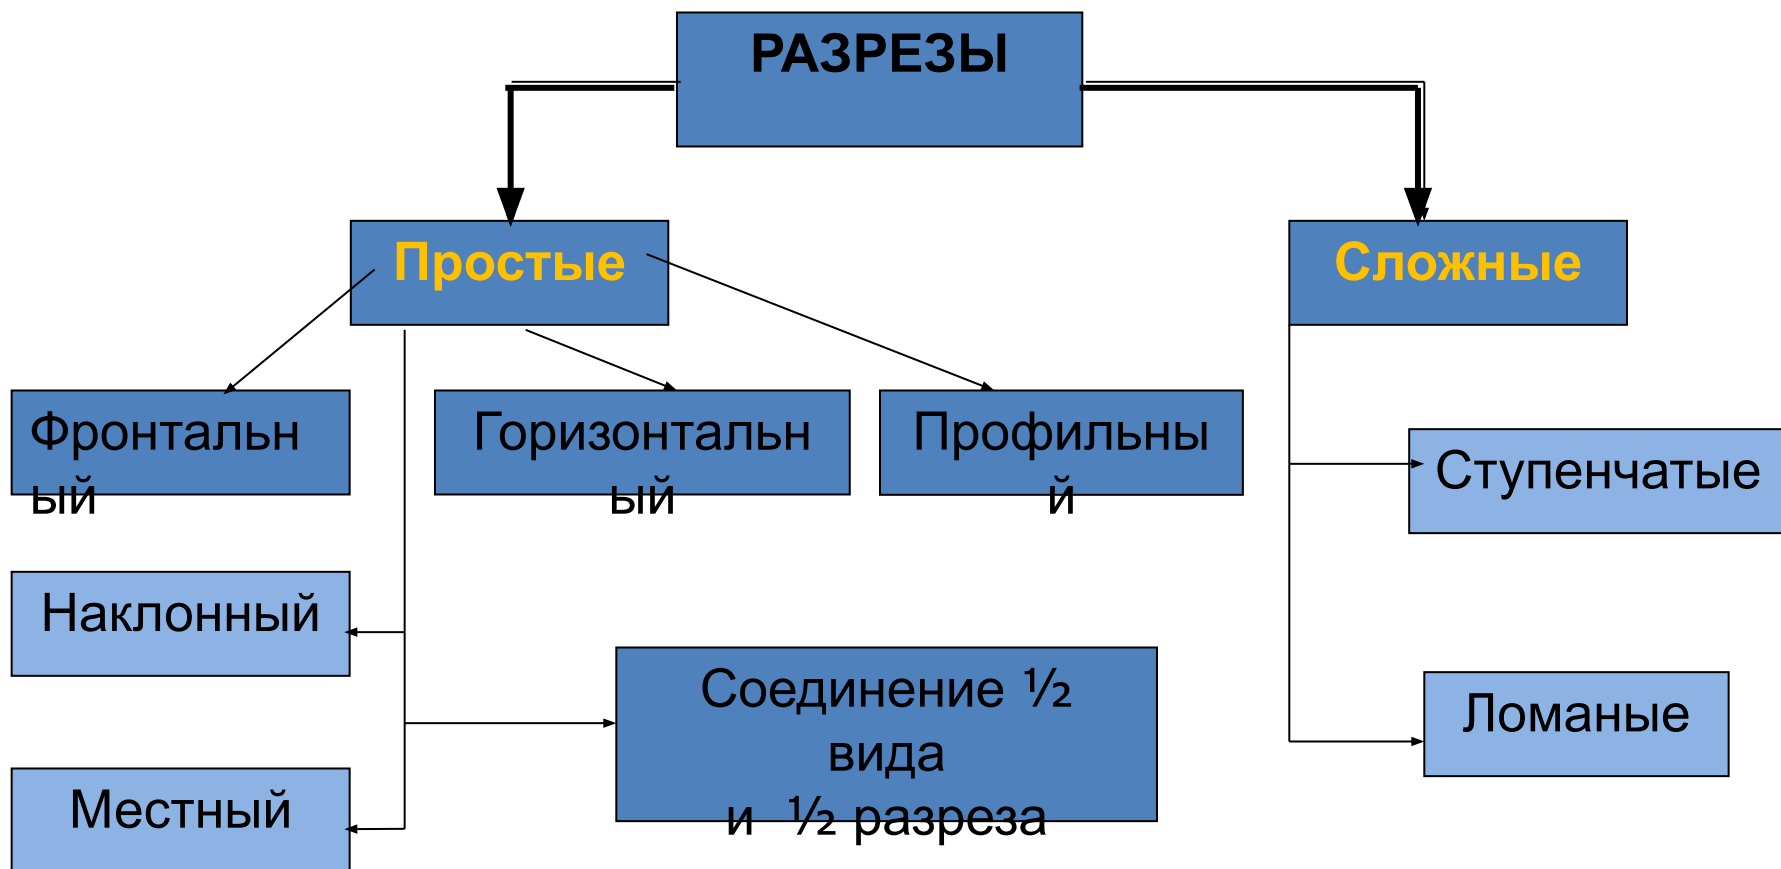 РАЗРЕЗЫ
Простые
Сложные
Фронтальн
ый
Горизонтальн
ый
Профильны
й
Ступенчатые
Наклонный
Соединение ½
вида
и ½ разреза
Ломаные
Местный